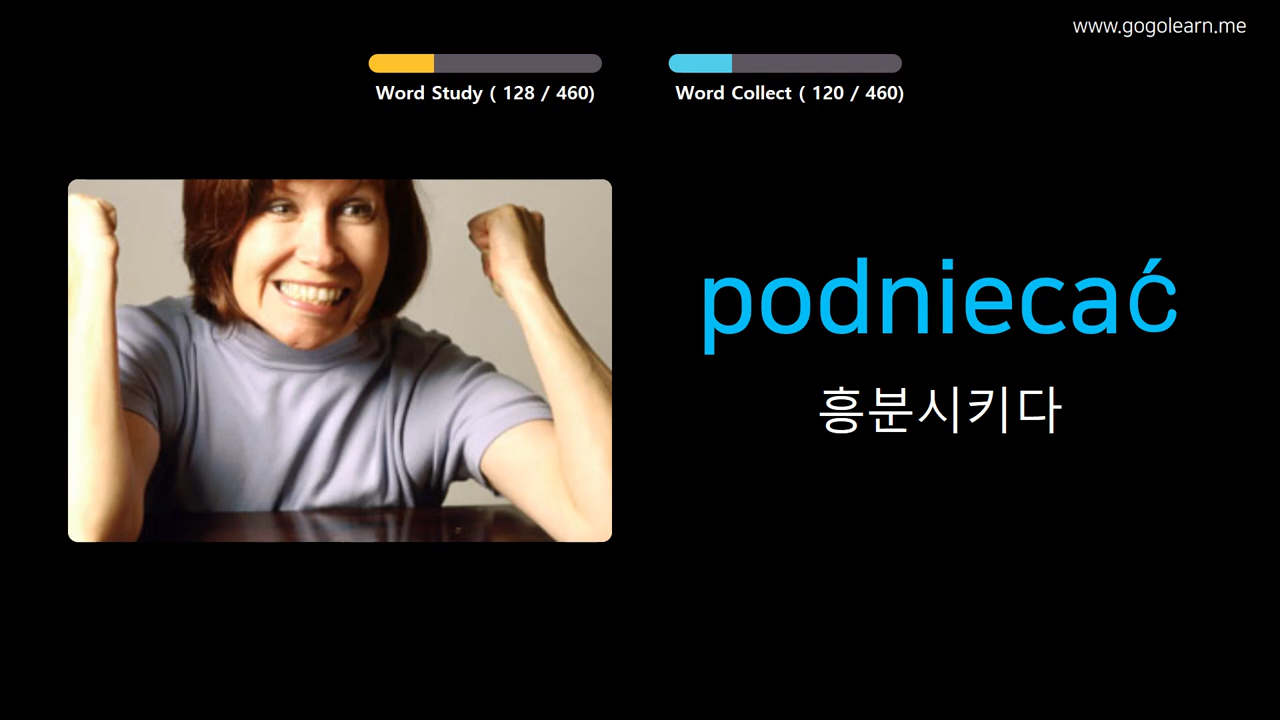 www.gogolearn.me
Word Study ( 128 / 460)
Word Collect ( 120 / 460)
podniecać
흥분시키다